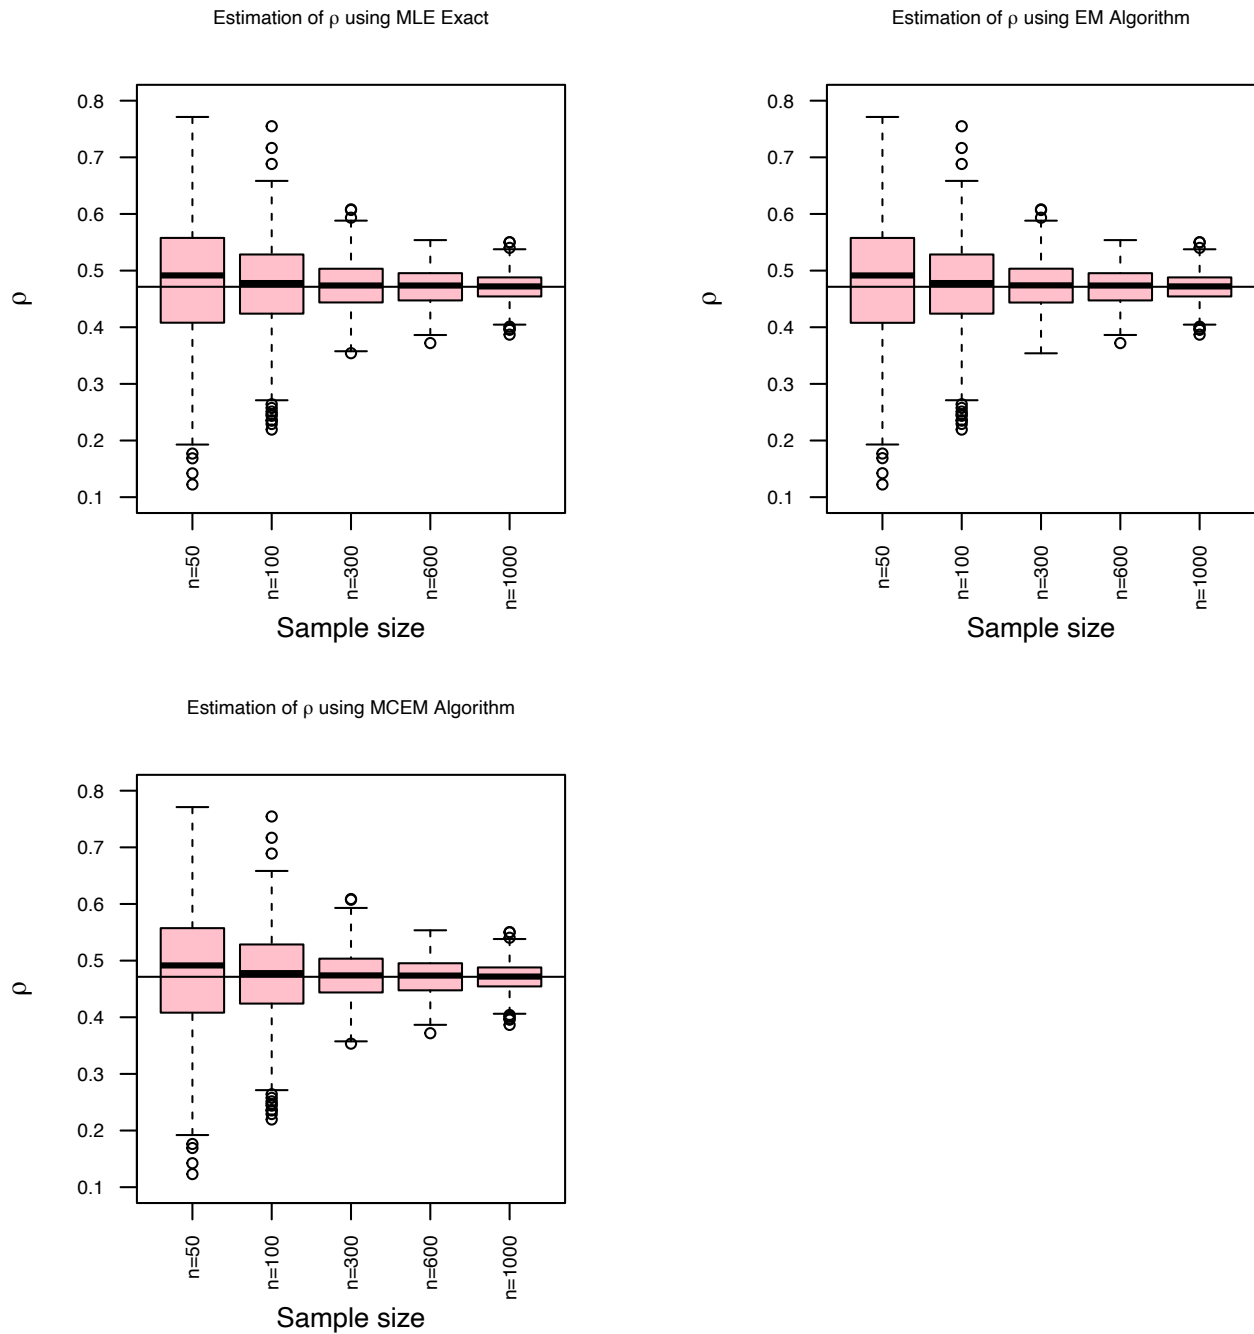 Estimation of ρ using MLE Exact
ρ
0.8
0.7
0.6
0.5
0.4
0.3
0.2
0.1
n=50
n=100
n=300
n=600
n=1000
Sample size
Estimation of ρ using EM Algorithm
ρ
0.8
0.7
0.6
0.5
0.4
0.3
0.2
0.1
n=50
n=100
n=300
n=600
n=1000
Sample size
Estimation of ρ using MCEM Algorithm
ρ
0.8
0.7
0.6
0.5
0.4
0.3
0.2
0.1
n=50
n=100
n=300
n=600
n=1000
Sample size